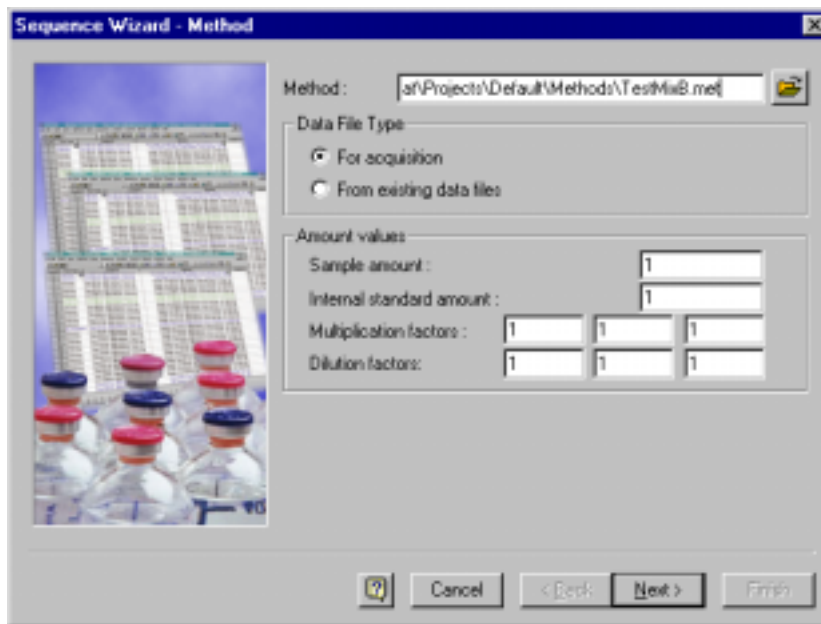 Sequence Wizard - Method
Method : af\Projects\Default\Methods\TestMixB.met
Data File Type
For acquisition
From existing data files
Amount values
Sample amount : 1
Internal standard amount : 1
Multiplication factors : 1 1 1
Dilution factors: 1 1 1
Cancel < Back Next > Finish